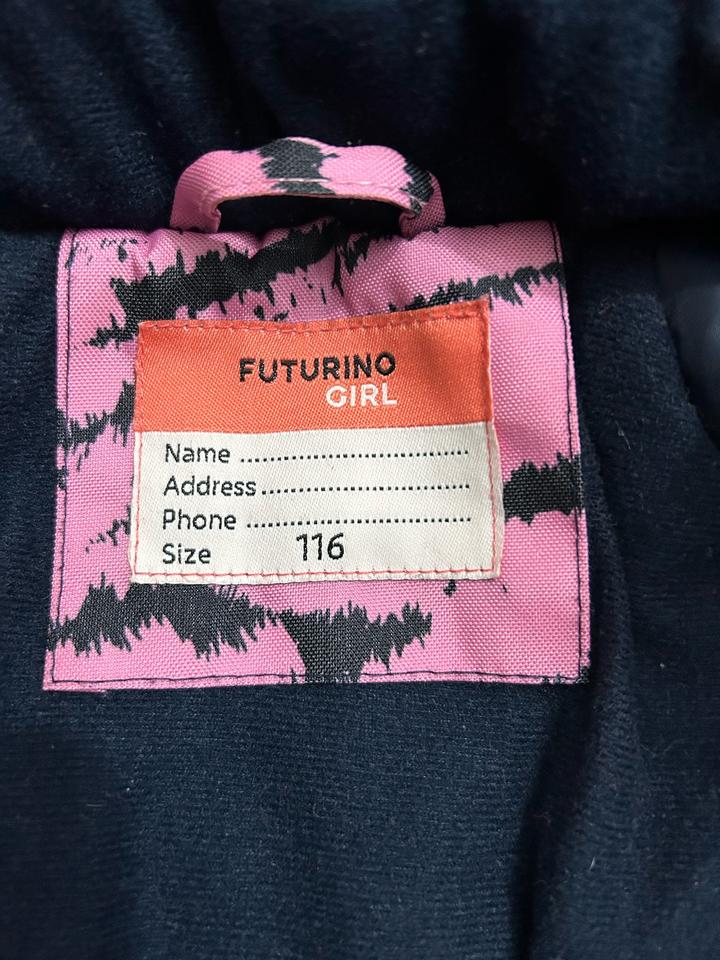 FUTURINO
GIRL
Name ........................................
Address ....................................
Phone .......................................
Size 116